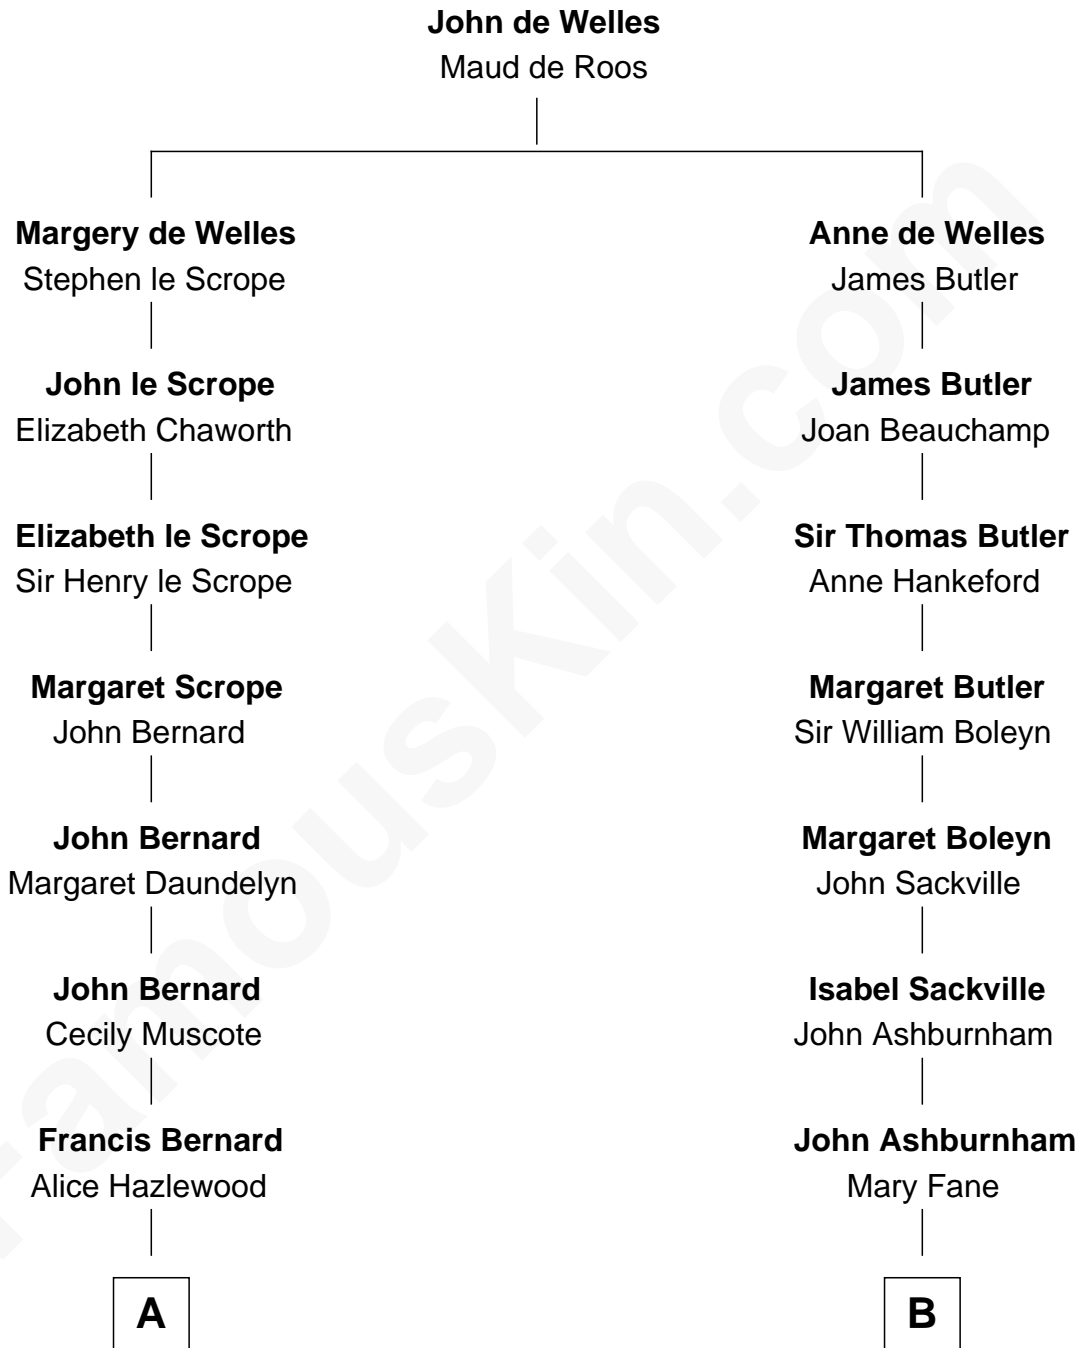 John de Welles
Maud de Roos
Margery de Welles
Stephen le Scrope
Anne de Welles
James Butler
John le Scrope
Elizabeth Chaworth
James Butler
Joan Beauchamp
Elizabeth le Scrope
Sir Henry le Scrope
Sir Thomas Butler
Anne Hankeford
Margaret Scrope
John Bernard
Margaret Butler
Sir William Boleyn
John Bernard
Margaret Daundelyn
Margaret Boleyn
John Sackville
John Bernard
Cecily Muscote
Isabel Sackville
John Ashburnham
Francis Bernard
Alice Hazlewood
John Ashburnham
Mary Fane
A
B
FamousKin.com